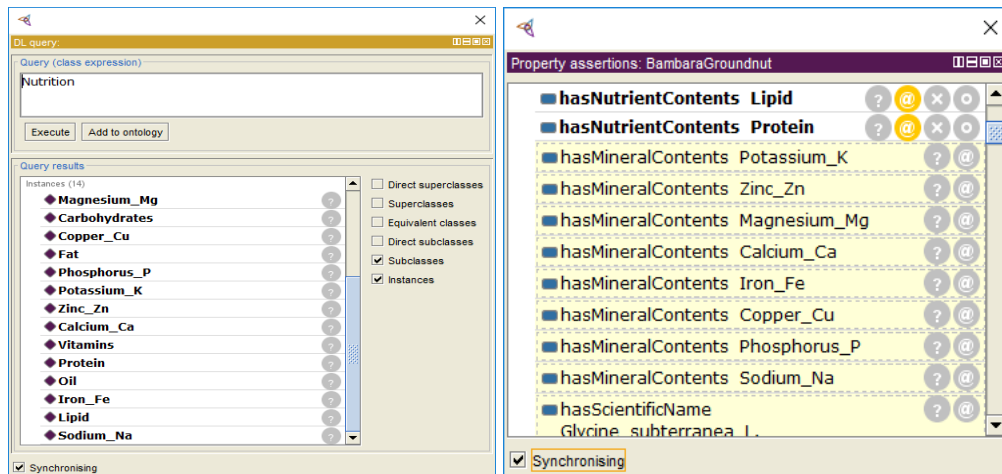 DL query:
Query (class expression)
Nutrition
Execute Add to ontology
Query results
Instances (14)
Magnesium_Mg
Carbohydrates
Copper_Cu
Fat
Phosphorus_P
Potassium_K
Zinc_Zn
Calcium_Ca
Vitamins
Protein
Oil
Iron_Fe
Lipid
Sodium_Na
Direct superclasses
Superclasses
Equivalent classes
Direct subclasses
Subclasses
Instances
Synchronising
Property assertions: BambaraGroundnut
hasNutrientContents Lipid
hasNutrientContents Protein
hasMineralContents Potassium_K
hasMineralContents Zinc_Zn
hasMineralContents Magnesium_Mg
hasMineralContents Calcium_Ca
hasMineralContents Iron_Fe
hasMineralContents Copper_Cu
hasMineralContents Phosphorus_P
hasMineralContents Sodium_Na
hasScientificName
Glycine_subterranea_L.
Synchronising